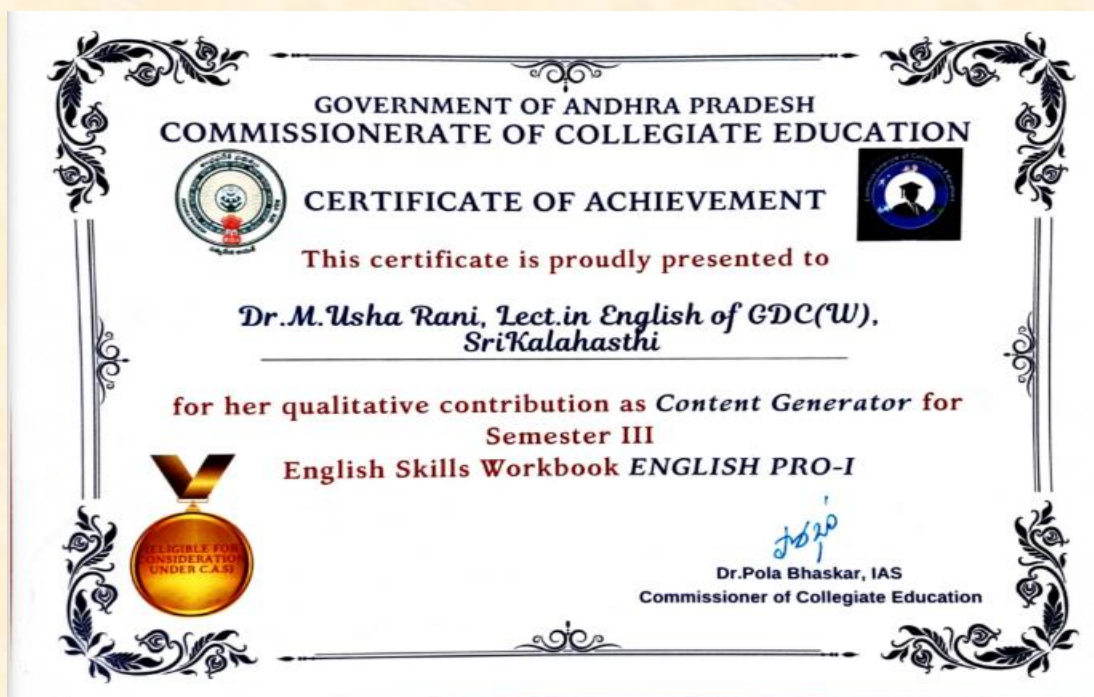 GOVERNMENT OF ANDHRA PRADESH
COMMISSIONERATE OF COLLEGIATE EDUCATION
CERTIFICATE OF ACHIEVEMENT
This certificate is proudly presented to
Dr.M.Usha Rani, Lect.in English of GDC(W),
SriKalahasthi
for her qualitative contribution as Content Generator for
Semester III
English Skills Workbook ENGLISH PRO-I
(ELIGIBLE FOR
CONSIDERATION
UNDER C.A.S)
Dr.Pola Bhaskar, IAS
Commissioner of Collegiate Education